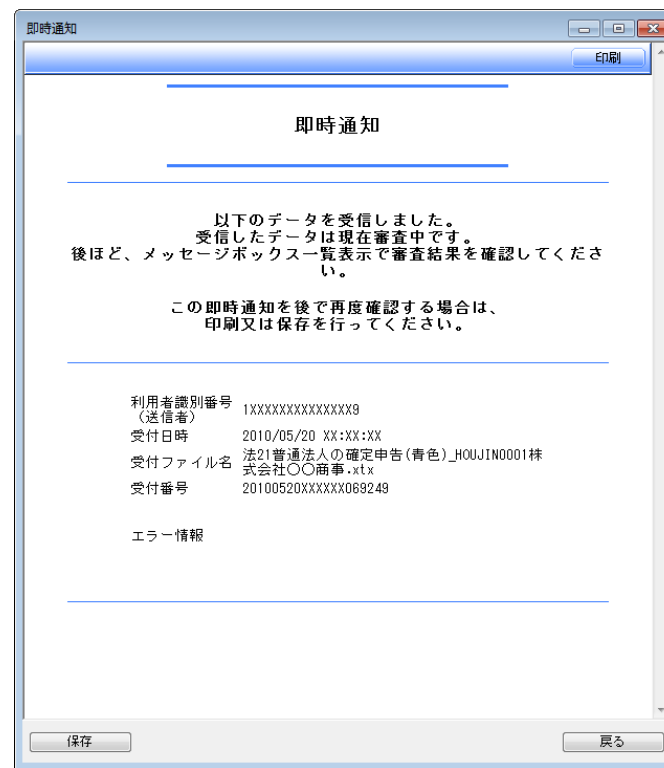 即時通知
印刷
即時通知
以下のデータを受信しました。
受信したデータは現在審査中です。
後ほど、メッセージボックス一覧表示で審査結果を確認してくださ
い。
この即時通知を後で再度確認する場合は、
印刷又は保存を行ってください。
利用者識別番号
（送信者）
1XXXXXXXXXXXXXX9
受付日時 2010/05/20 XX:XX:XX
受付ファイル名 法21普通法人の確定申告(青色)_HOUJIN0001株
式会社○○商事.xtx
受付番号 20100520XXXXXX069249
エラー情報
保存
戻る